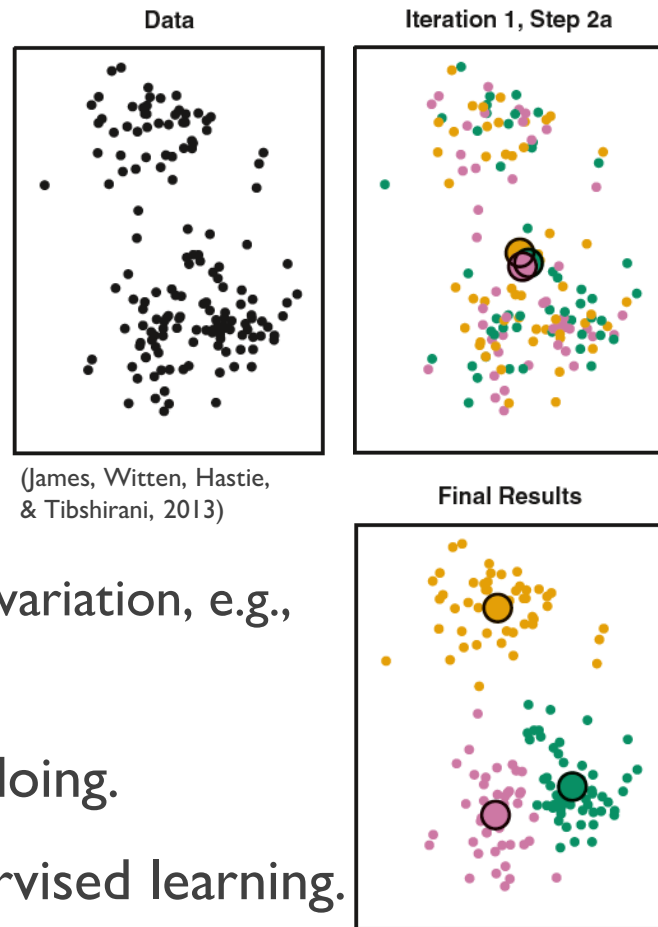 Data
Iteration 1, Step 2a
(James, Witten, Hastie,
& Tibshirani, 2013)
Final Results
variation, e.g.,
loing.
rvised learning.